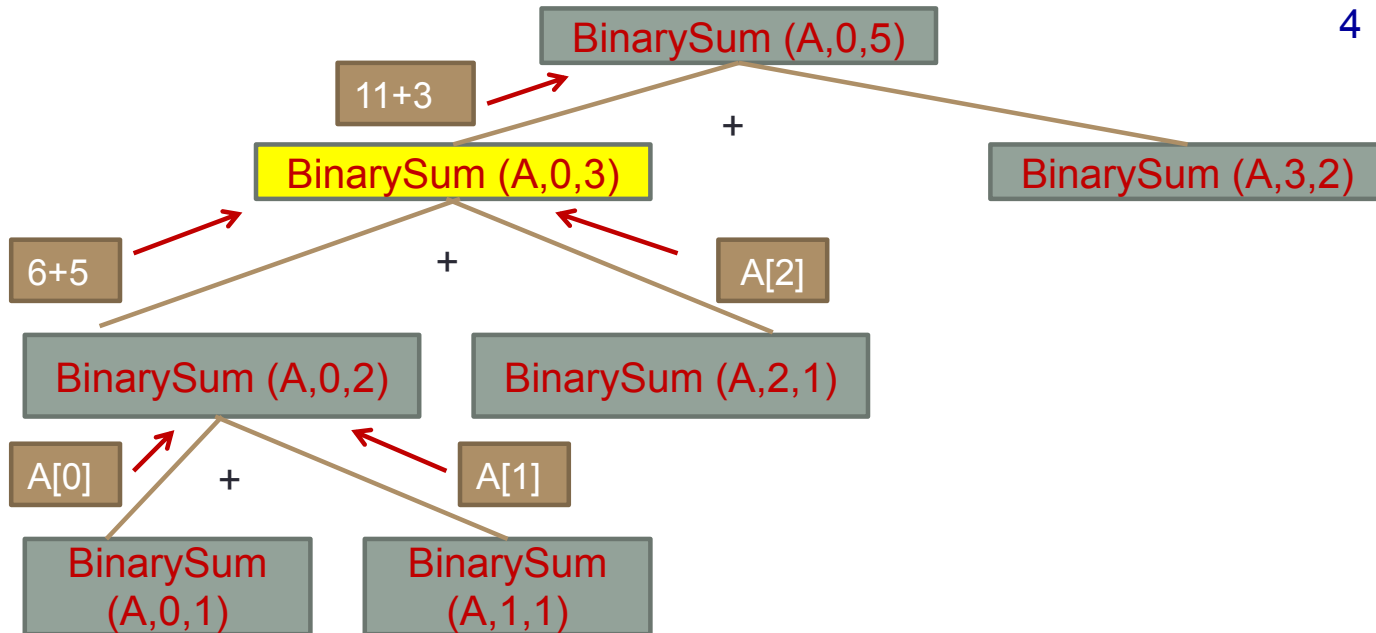 4
BinarySum (A,0,5)
11+3
+
BinarySum (A,0,3)
BinarySum (A,3,2)
6+5
+
A[2]
BinarySum (A,0,2)
BinarySum (A,2,1)
A[0]
+
A[1]
BinarySum
(A,0,1)
BinarySum
(A,1,1)